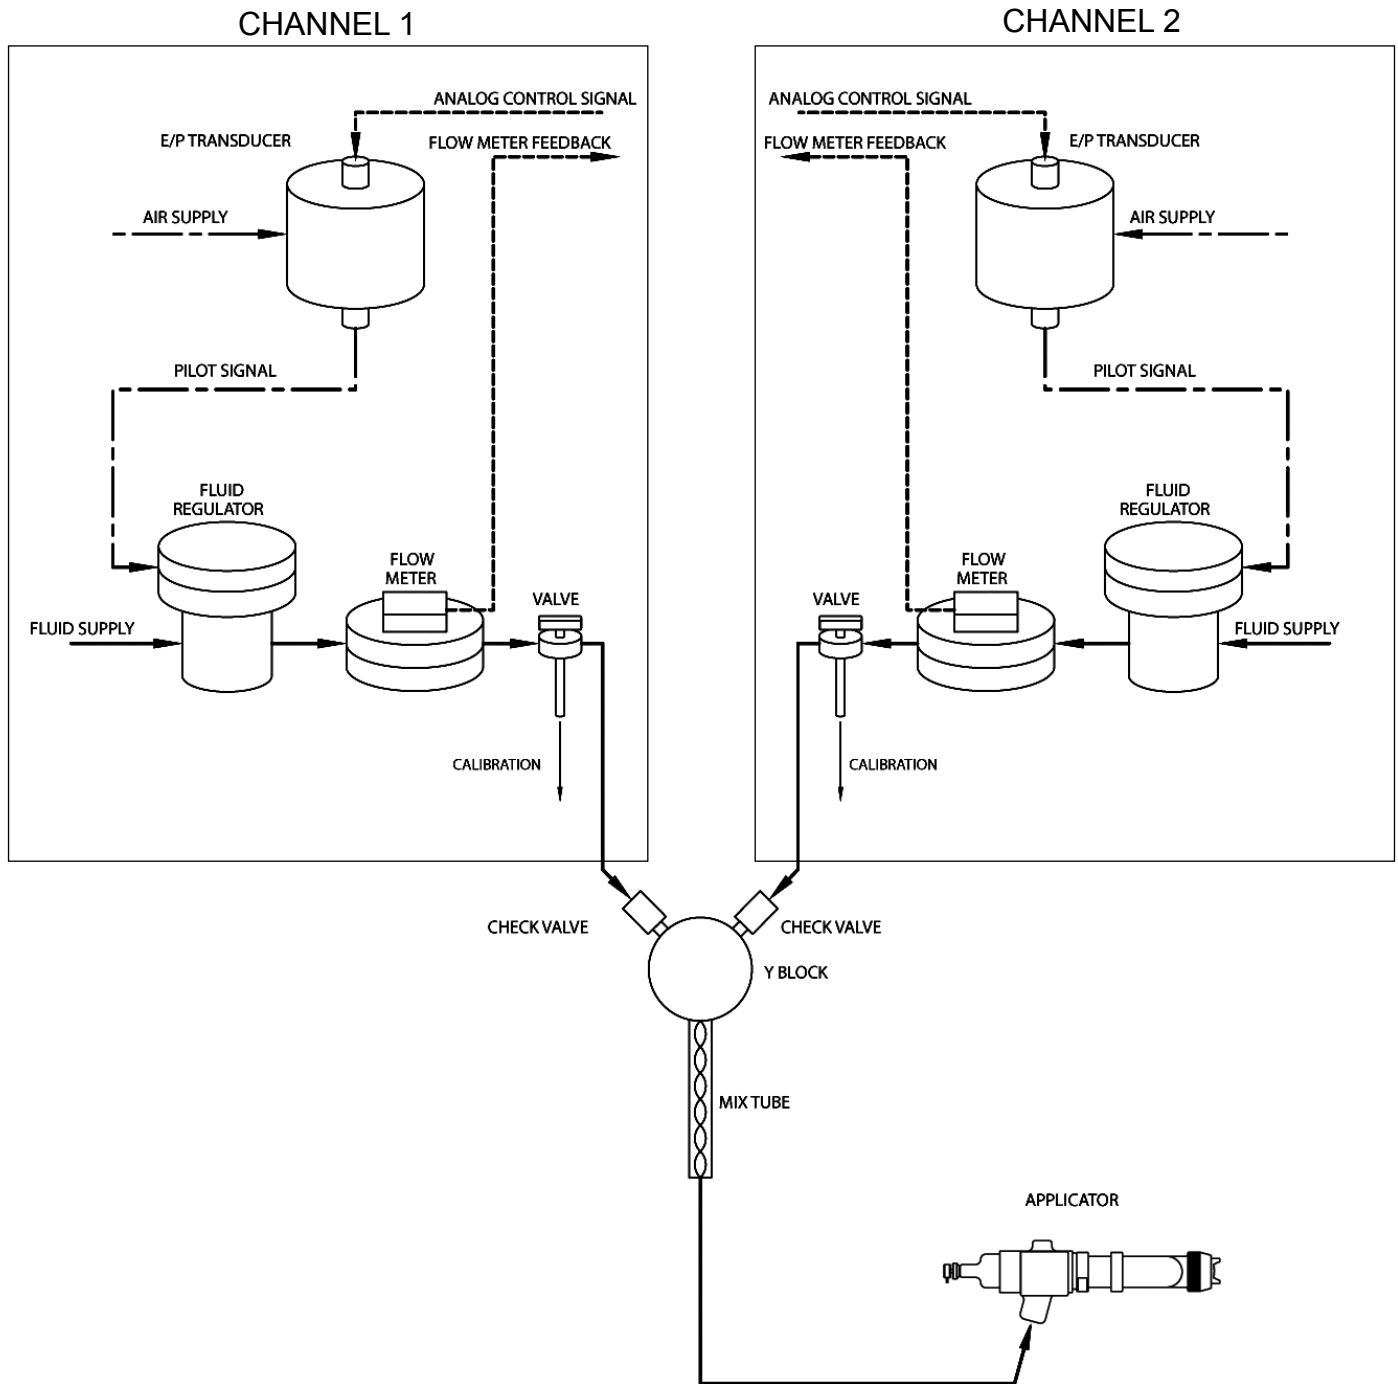 CHANNEL 1
CHANNEL 2
ANALOG CONTROL SIGNAL
E/P TRANSDUCER
FLOW METER FEEDBACK
AIR SUPPLY
PILOT SIGNAL
FLUID
REGULATOR
FLOW
METER
VALVE
FLUID SUPPLY
CALIBRATION
ANALOG CONTROL SIGNAL
FLOW METER FEEDBACK
E/P TRANSDUCER
AIR SUPPLY
PILOT SIGNAL
FLUID
REGULATOR
FLOW
METER
VALVE
FLUID SUPPLY
CALIBRATION
CHECK VALVE
CHECK VALVE
Y BLOCK
MIX TUBE
APPLICATOR